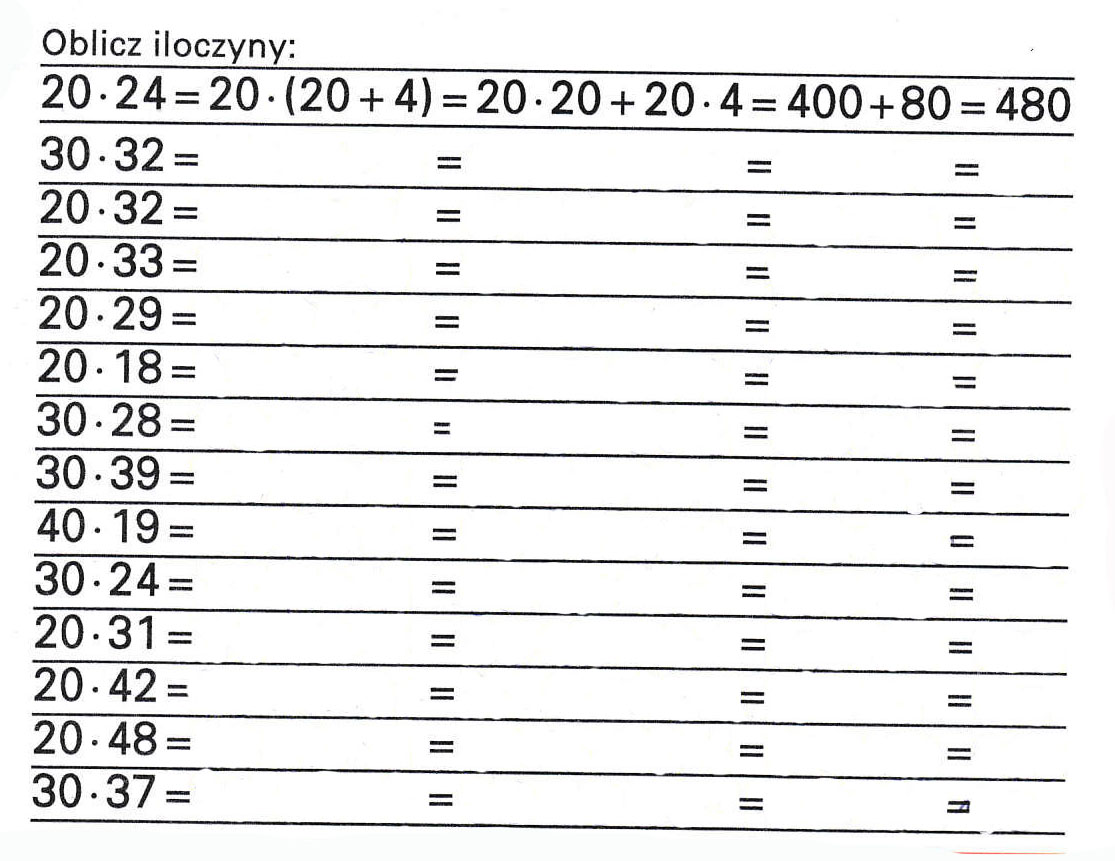 Oblicz iloczyny:
20·24=20·(20+4)=20·20+20·4=400+80=480
30·32= = = =
20·32= = = =
20·33= = = =
20·29= = = =
20·18= = = =
30·28= = = =
30·39= = = =
40·19= = = =
30·24= = = =
20·31= = = =
20·42= = = =
20·48= = = =
30·37= = = =